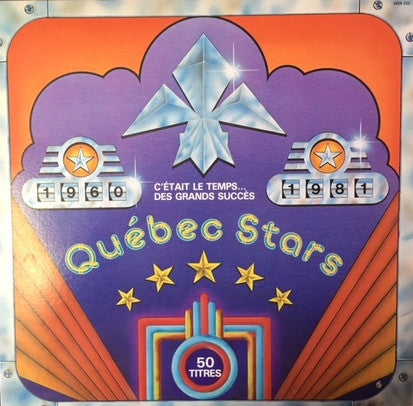 1960
1981
C'ÉTAIT LE TEMPS...
DES GRANDS SUCCÈS
Québec Stars
50
TITRES